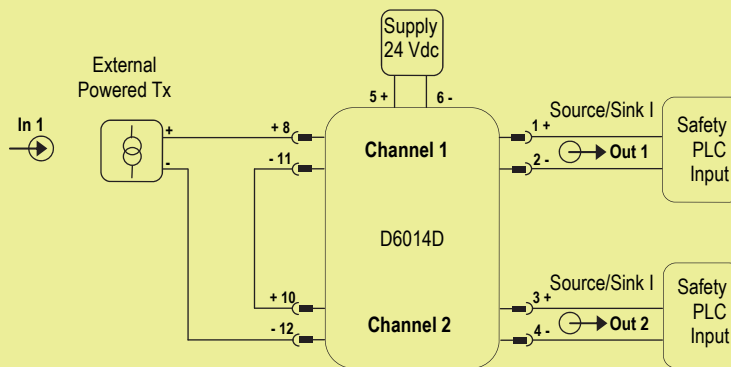 Supply
24 Vdc
5 +
6 -
External
Powered Tx
In 1
+
-
+ 8
- 11
Channel 1
1 +
2 -
Source/Sink I
Out 1
Safety
PLC
Input
D6014D
+ 10
- 12
Channel 2
3 +
4 -
Source/Sink I
Out 2
Safety
PLC
Input